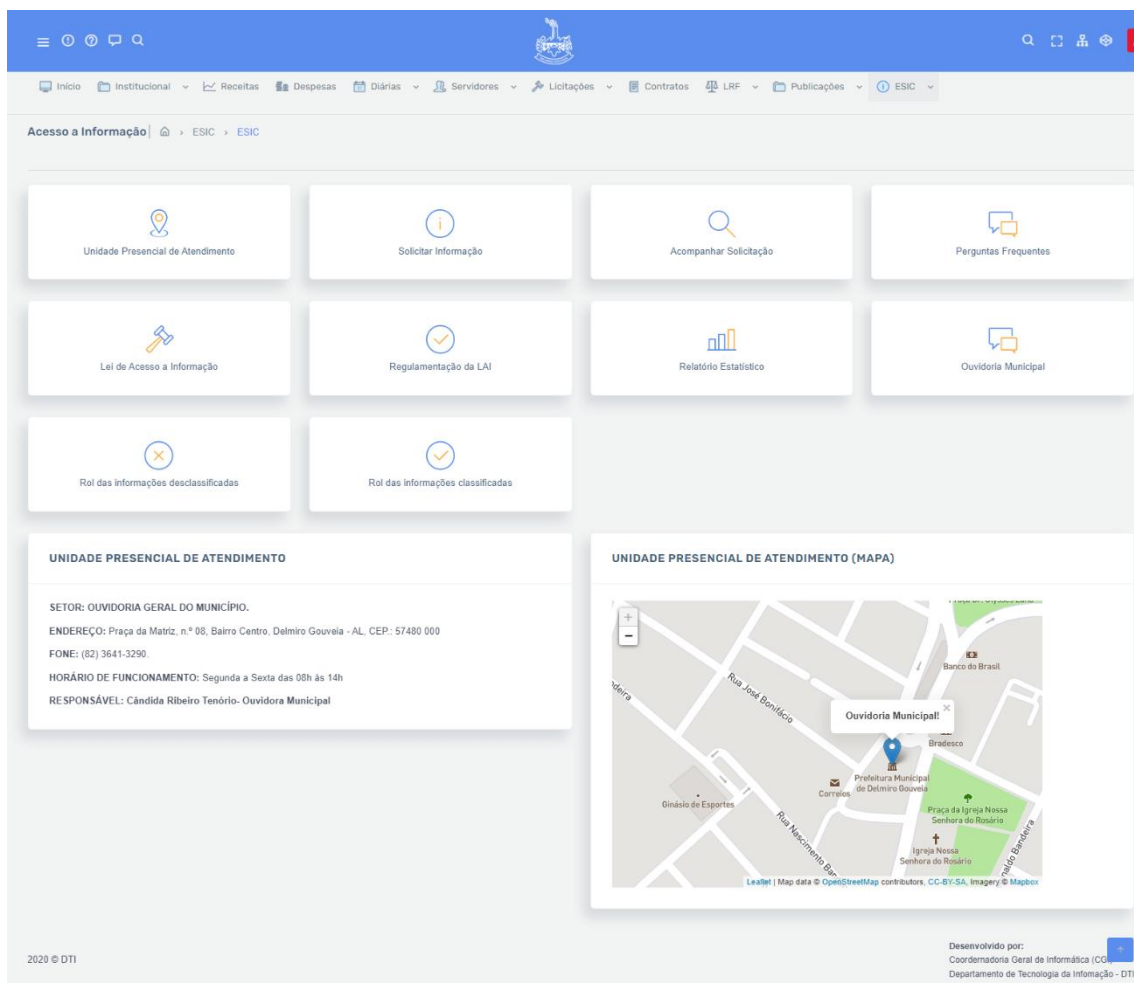 Início Institucional Receitas Despesas Diárias Servidores Licitações Contratos LRF Publicações ESIC
Acesso a Informação ESIC ESIC
Unidade Presencial de Atendimento
Solicitar Informação
Acompanhar Solicitação
Perguntas Frequentes
Lei de Acesso a Informação
Regulamentação da LAI
Relatório Estatístico
Ouvidoria Municipal
Rol das informações desclassificadas
Rol das informações classificadas
UNIDADE PRESENCIAL DE ATENDIMENTO
SETOR: OUVIDORIA GERAL DO MUNICÍPIO.
ENDEREÇO: Praça da Matriz, n.º 08, Bairro Centro, Delmiro Gouveia - AL. CEP.: 57480 000
FONE: (82) 3641-3290.
HORÁRIO DE FUNCIONAMENTO: Segunda a Sexta das 08h às 14h
RESPONSÁVEL: Cândida Ribeiro Tenório- Ouvidora Municipal
UNIDADE PRESENCIAL DE ATENDIMENTO (MAPA)
+
−
Banco do Brasil
Rua José Bonifácio
Ouvidoria Municipal!
×
Bradesco
Prefeitura Municipal
de Delmiro Gouveia
Correios
Ginásio de Esportes
Praça da Igreja Nossa
Senhora do Rosário
Rua Nascimento
Igreja Nossa
Senhora do Rosário
Bandeira
Leaflet | Map data © OpenStreetMap contributors, CC-BY-SA, Imagery © Mapbox
2020 © DTI
Desenvolvido por:
Coordernadoria Geral de Informática
Departamento de Tecnologia da Infomação - DTI